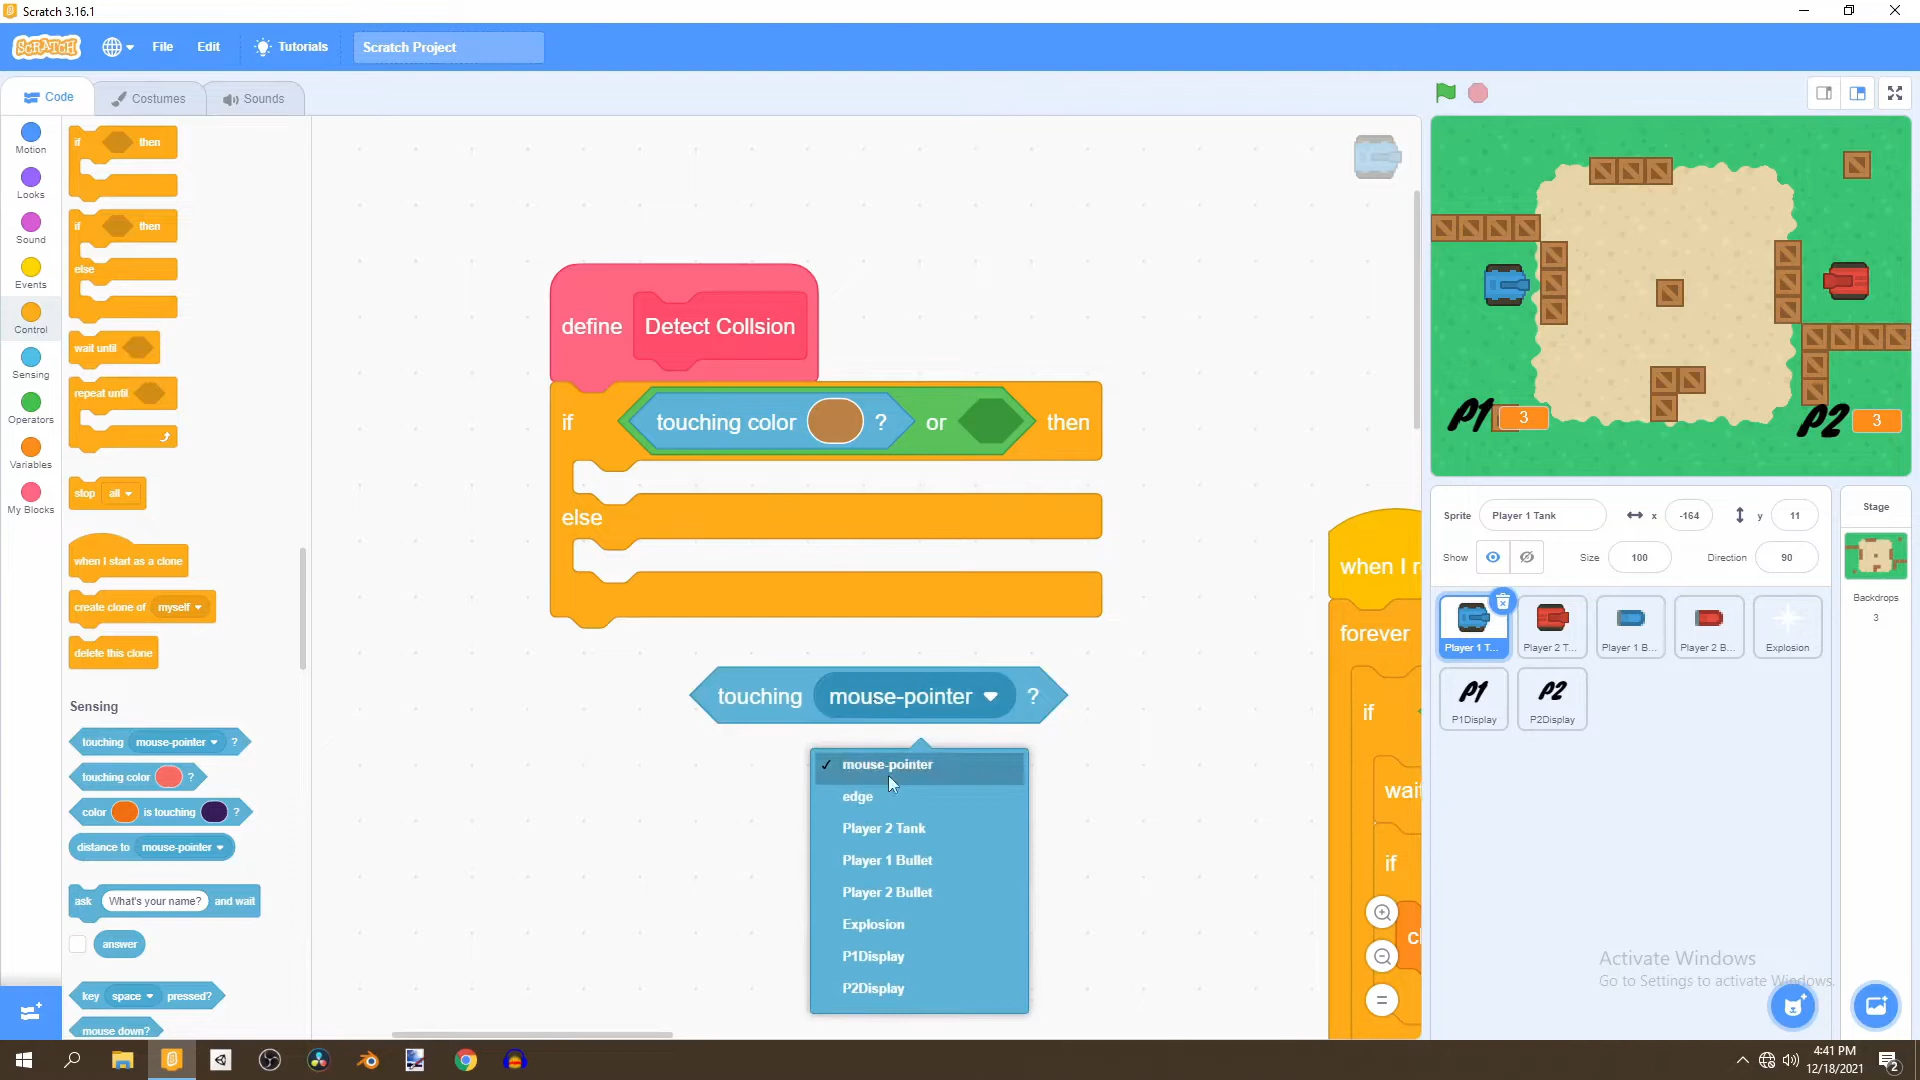 Scratch 3.16.1
SCRATCH
File
Edit
Tutorials
Scratch Project
Code
Costumes
Sounds
Motion
Looks
Sound
Events
Control
Sensing
Operators
Variables
My Blocks
if then
if then
else
wait until
repeat until
stop all
when I start as a clone
create clone of myself
delete this clone
Sensing
touching mouse-pointer ?
touching color ?
color is touching ?
distance to mouse-pointer
ask What's your name? and wait
answer
key space pressed?
mouse down?
define Detect Collsion
if touching color ? or then
else
touching mouse-pointer ?
✓ mouse-pointer
edge
Player 2 Tank
Player 1 Bullet
Player 2 Bullet
Explosion
P1Display
P2Display
when I r
forever
if
wai
if
P1 3
P2 3
Sprite Player 1 Tank x -164 y 11
Show Size 100 Direction 90
Player 1 T...
Player 2 T...
Player 1 B...
Player 2 B...
Explosion
P1
P1Display
P2
P2Display
Stage
Backdrops
3
Activate Windows
Go to Settings to activate Windows.
4:41 PM
12/18/2021
2